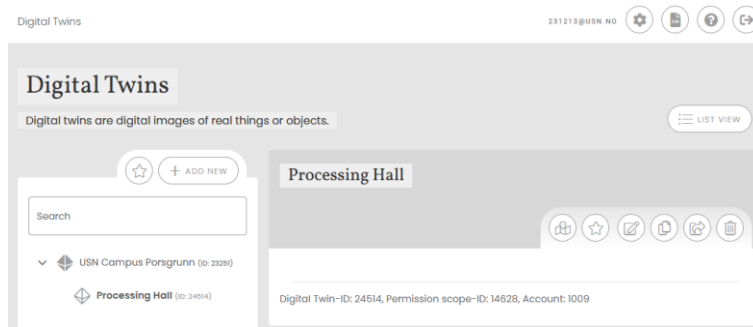 Digital Twins
231213@USN.NO
Digital Twins
Digital twins are digital images of real things or objects.
LIST VIEW
ADD NEW
Processing Hall
Search
USN Campus Porsgrunn (ID: 23251)
Processing Hall (ID: 24514)
Digital Twin-ID: 24514, Permission scope-ID: 14628, Account: 1009